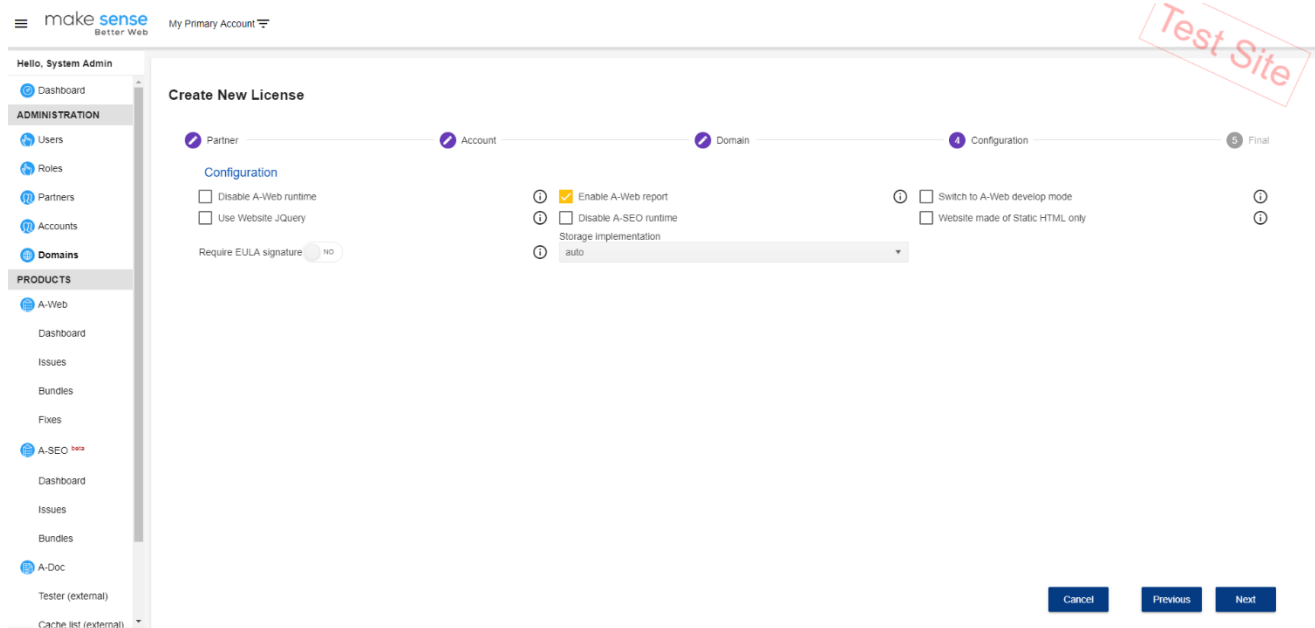 make sense
Better Web
My Primary Account
Test Site
Hello, System Admin
Dashboard
ADMINISTRATION
Users
Roles
Partners
Accounts
Domains
PRODUCTS
A-Web
Dashboard
Issues
Bundles
Fixes
A-SEO beta
Dashboard
Issues
Bundles
A-Doc
Tester (external)
Cache list (external)
Create New License
Partner
Account
Domain
4 Configuration
5 Final
Configuration
Disable A-Web runtime
Enable A-Web report
Switch to A-Web develop mode
Use Website JQuery
Disable A-SEO runtime
Website made of Static HTML only
Storage implementation
Require EULA signature NO
auto
Cancel
Previous
Next